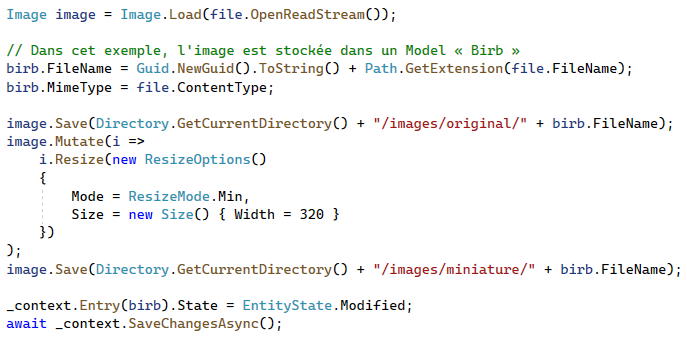 Image image = Image.Load(file.OpenReadStream());
// Dans cet exemple, l'image est stockée dans un Model « Birb »
birb.FileName = Guid.NewGuid().ToString() + Path.GetExtension(file.FileName);
birb.MimeType = file.ContentType;
image.Save(Directory.GetCurrentDirectory() + "/images/original/" + birb.FileName);
image.Mutate(i =>
    i.Resize(new ResizeOptions()
    {
        Mode = ResizeMode.Min,
        Size = new Size() { Width = 320 }
    })
);
image.Save(Directory.GetCurrentDirectory() + "/images/miniature/" + birb.FileName);
_context.Entry(birb).State = EntityState.Modified;
await _context.SaveChangesAsync();